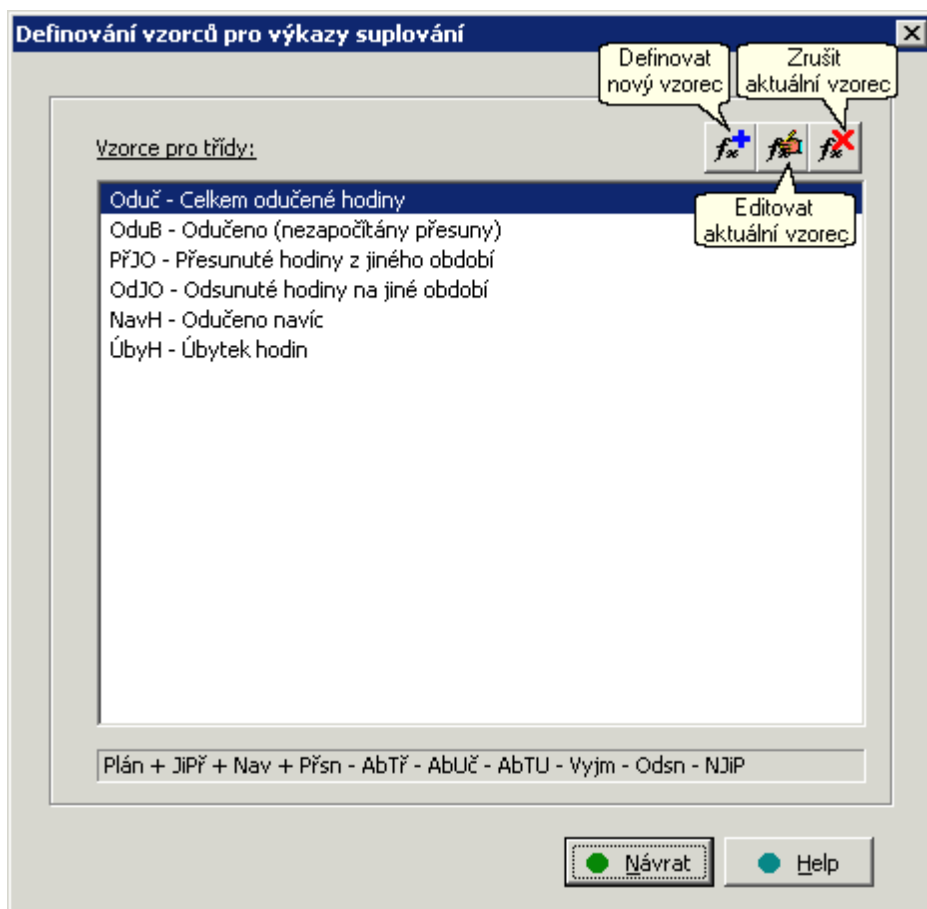 Definování vzorců pro výkazy suplování
Definovat
nový vzorec
Zrušit
aktuální vzorec
Vzorce pro třídy:
Editovat
aktuální vzorec
Oduč - Celkem odučené hodiny
OduB - Odučeno (nezapočítány přesuny)
PřJO - Přesunuté hodiny z jiného období
OdJO - Odsunuté hodiny na jiné období
NavH - Odučeno navíc
ÚbyH - Úbytek hodin
Plán + JiPř + Nav + Přsn - AbTř - AbUč - AbTU - Vyjm - Odsn - NJiP
Návrat
Help